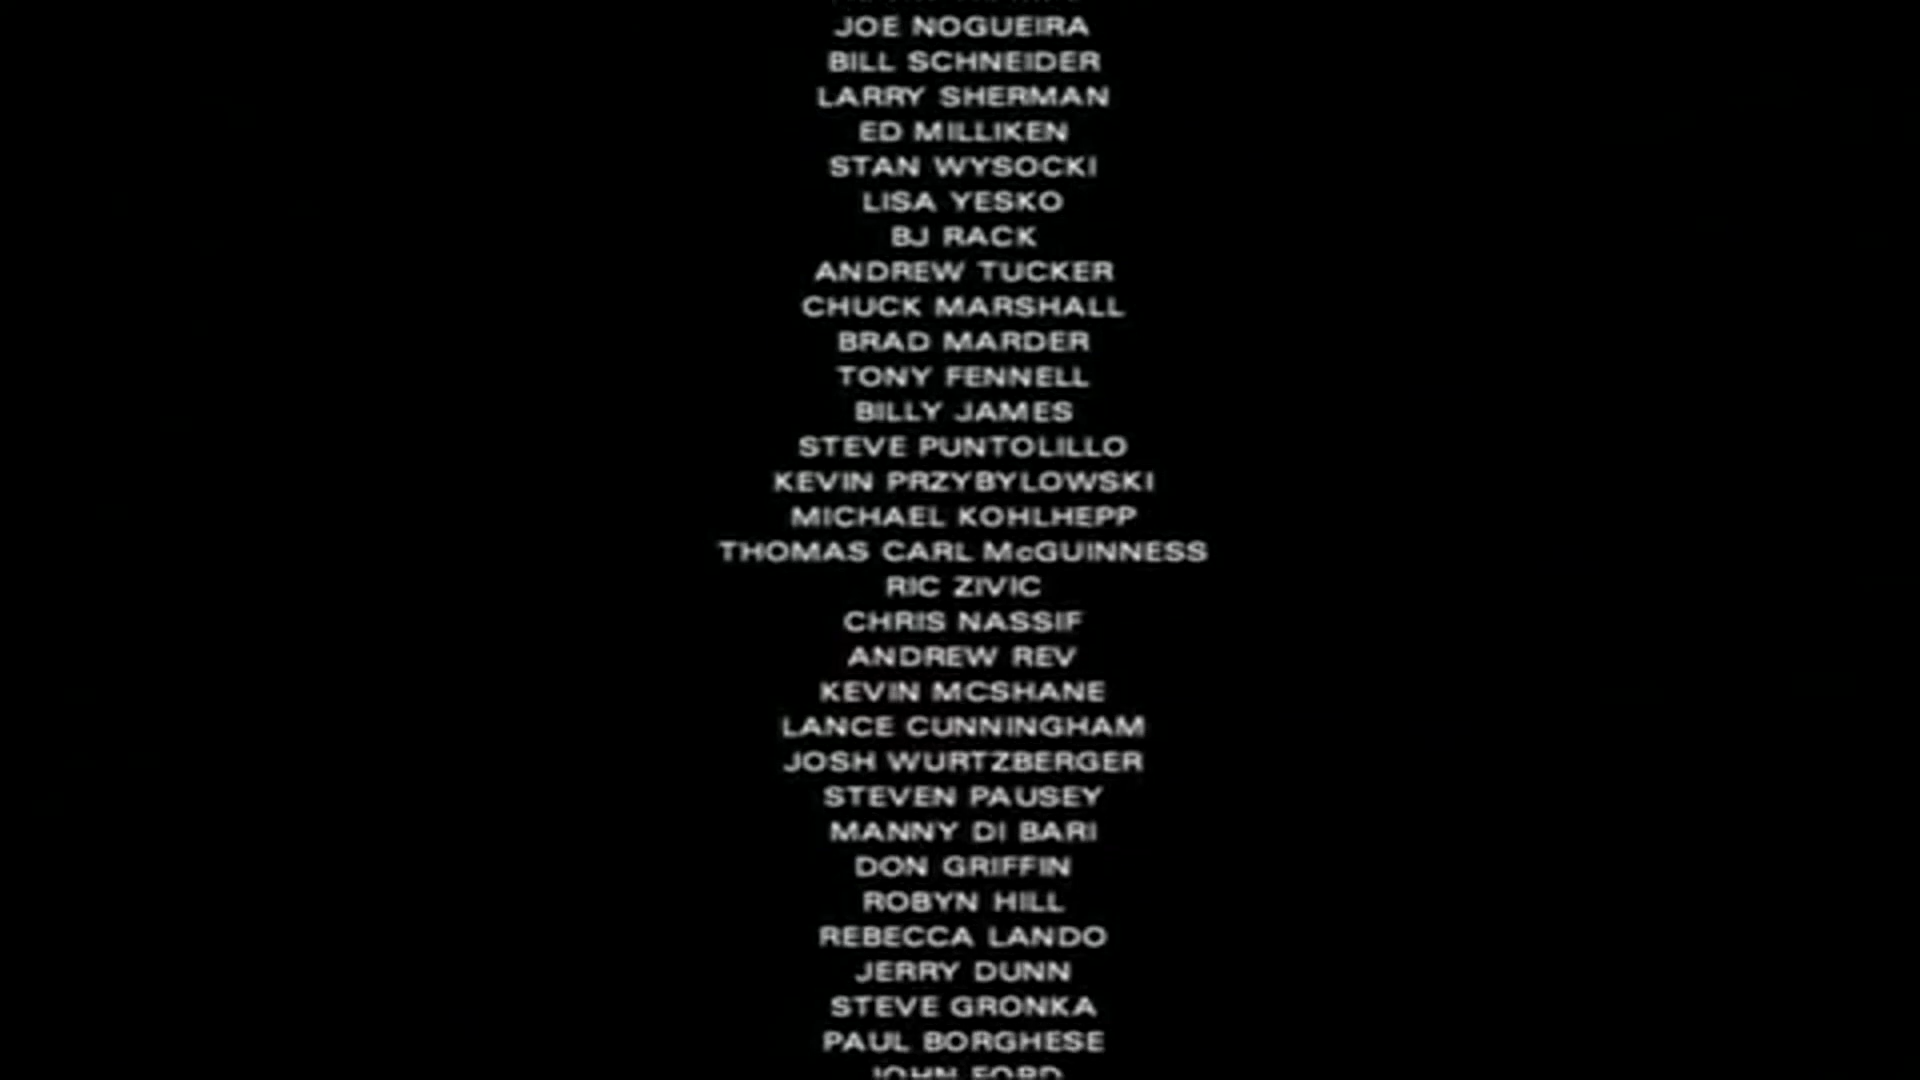 JOE NOGUEIRA
BILL SCHNEIDER
LARRY SHERMAN
ED MILLIKEN
STAN WYSOCKI
LISA YESKO
BJ RACK
ANDREW TUCKER
CHUCK MARSHALL
BRAD MARDER
TONY FENNELL
BILLY JAMES
STEVE PUNTOLILLO
KEVIN PRZYBYLOWSKI
MICHAEL KOHLHEPP
THOMAS CARL McGUINNESS
RIC ZIVIC
CHRIS NASSIF
ANDREW REV
KEVIN MCSHANE
LANCE CUNNINGHAM
JOSH WURTZBERGER
STEVEN PAUSEY
MANNY DI BARI
DON GRIFFIN
ROBYN HILL
REBECCA LANDO
JERRY DUNN
STEVE GRONKA
PAUL BORGHESE
JOHN FORD